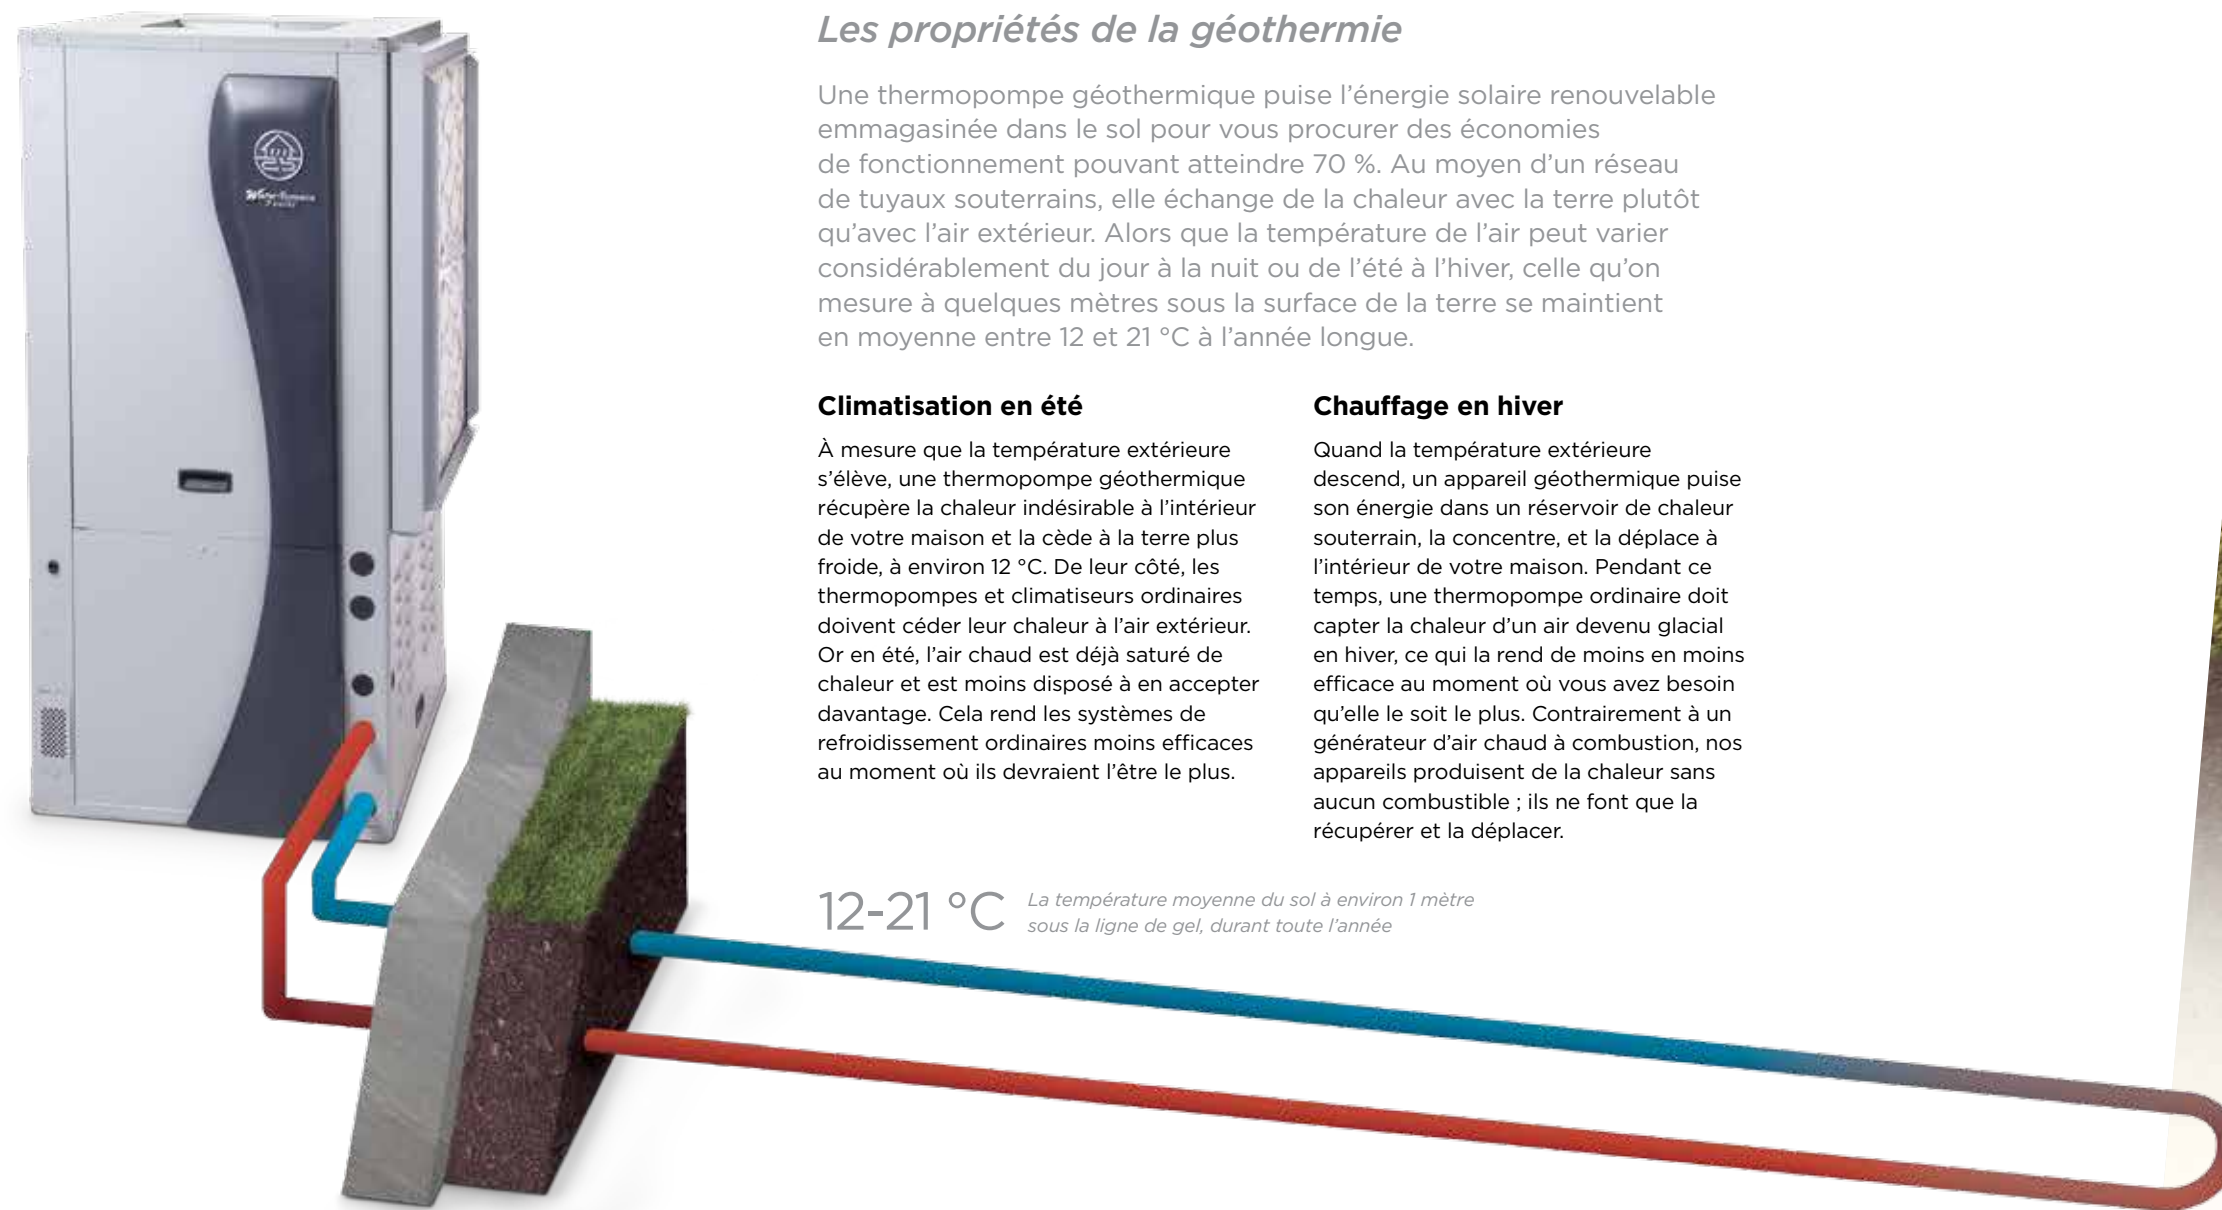 Les propriétés de la géothermie
Une thermopompe géothermique puise l’énergie solaire renouvelable
emmagasinée dans le sol pour vous procurer des économies
de fonctionnement pouvant atteindre 70 %. Au moyen d’un réseau
de tuyaux souterrains, elle échange de la chaleur avec la terre plutôt
qu’avec l’air extérieur. Alors que la température de l’air peut varier
considérablement du jour à la nuit ou de l’été à l’hiver, celle qu’on
mesure à quelques mètres sous la surface de la terre se maintient
en moyenne entre 12 et 21 °C à l’année longue.
Climatisation en été
À mesure que la température extérieure
s’élève, une thermopompe géothermique
récupère la chaleur indésirable à l’intérieur
de votre maison et la cède à la terre plus
froide, à environ 12 °C. De leur côté, les
thermopompes et climatiseurs ordinaires
doivent céder leur chaleur à l’air extérieur.
Or en été, l’air chaud est déjà saturé de
chaleur et est moins disposé à en accepter
davantage. Cela rend les systèmes de
refroidissement ordinaires moins efficaces
au moment où ils devraient l’être le plus.
Chauffage en hiver
Quand la température extérieure
descend, un appareil géothermique puise
son énergie dans un réservoir de chaleur
souterrain, la concentre, et la déplace à
l’intérieur de votre maison. Pendant ce
temps, une thermopompe ordinaire doit
capter la chaleur d’un air devenu glacial
en hiver, ce qui la rend de moins en moins
efficace au moment où vous avez besoin
qu’elle le soit le plus. Contrairement à un
générateur d’air chaud à combustion, nos
appareils produisent de la chaleur sans
aucun combustible ; ils ne font que la
récupérer et la déplacer.
12-21 °C
La température moyenne du sol à environ 1 mètre
sous la ligne de gel, durant toute l’année